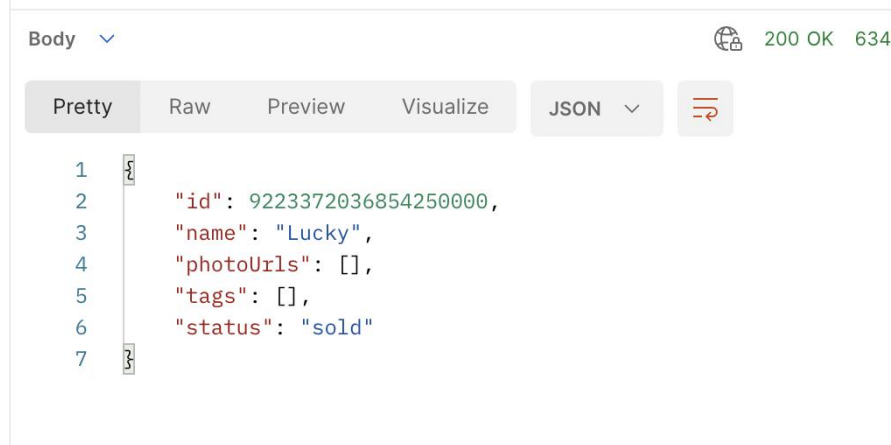 Body 200 OK 634
Pretty Raw Preview Visualize JSON
1 {
2 "id": 9223372036854250000,
3 "name": "Lucky",
4 "photoUrls": [],
5 "tags": [],
6 "status": "sold"
7 }